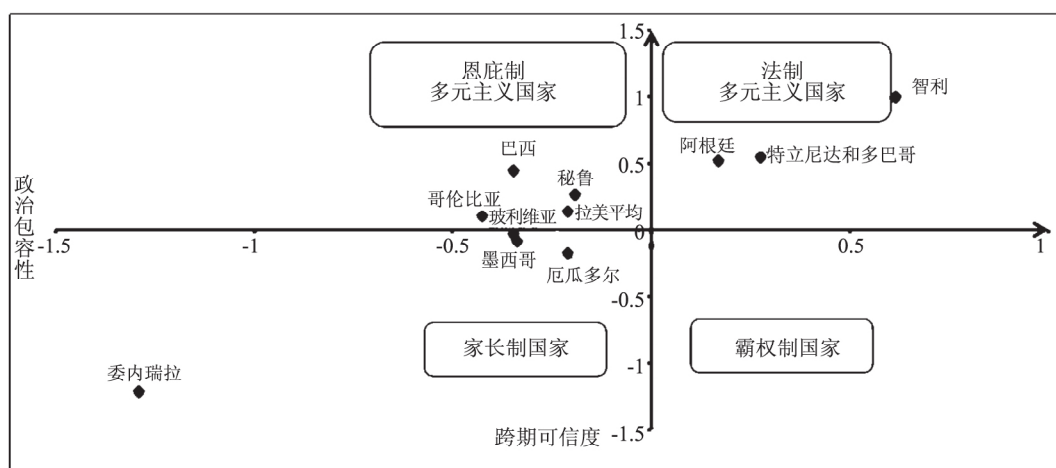 1.5
恩庇制
多元主义国家
法制
多元主义国家
1
智利
巴西
0.5
阿根廷
特立尼达和多巴哥
秘鲁
哥伦比亚
玻利维亚
拉美平均
政治包容性
-1.5
-1
-0.5
0
0.5
1
墨西哥
厄瓜多尔
-0.5
家长制国家
霸权制国家
-1
委内瑞拉
跨期可信度
-1.5